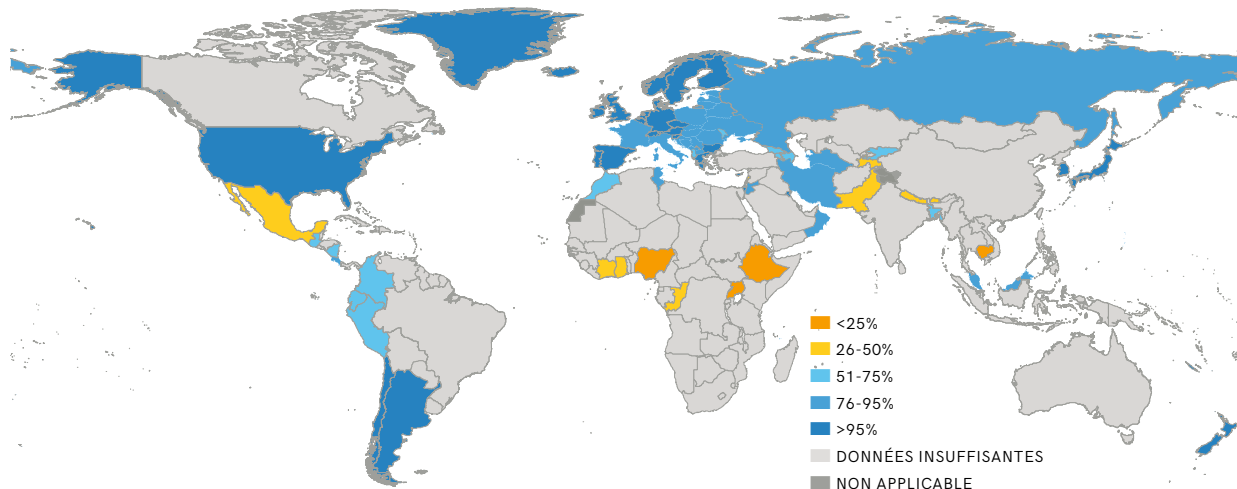 <25%
26-50%
51-75%
76-95%
>95%
DONNÉES INSUFFISANTES
NON APPLICABLE